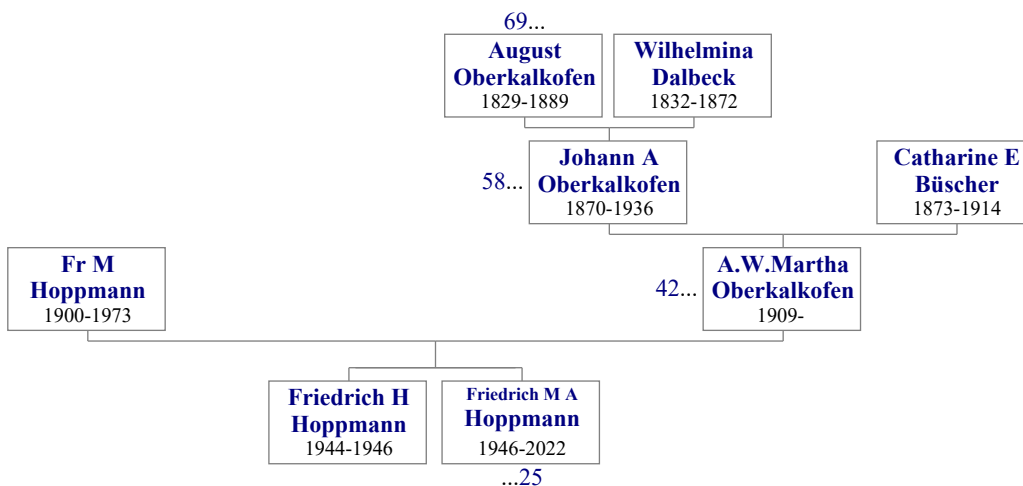 69...
August
Oberkalkofen
1829-1889
Wilhelmina
Dalbeck
1832-1872
58...
Johann A
Oberkalkofen
1870-1936
Catharine E
Büscher
1873-1914
Fr M
Hoppmann
1900-1973
42...
A.W.Martha
Oberkalkofen
1909-
Friedrich H
Hoppmann
1944-1946
Friedrich M A
Hoppmann
1946-2022
...25